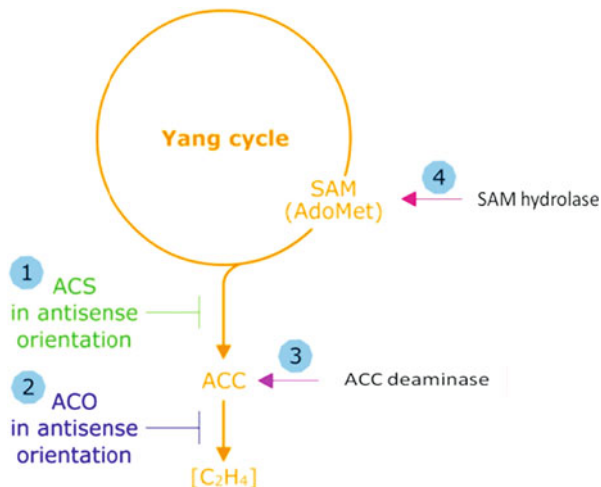 Yang cycle
SAM
(AdoMet)
4
SAM hydrolase
1
ACS
in antisense
orientation
3
ACC
ACC deaminase
2
ACO
in antisense
orientation
[C₂H₄]